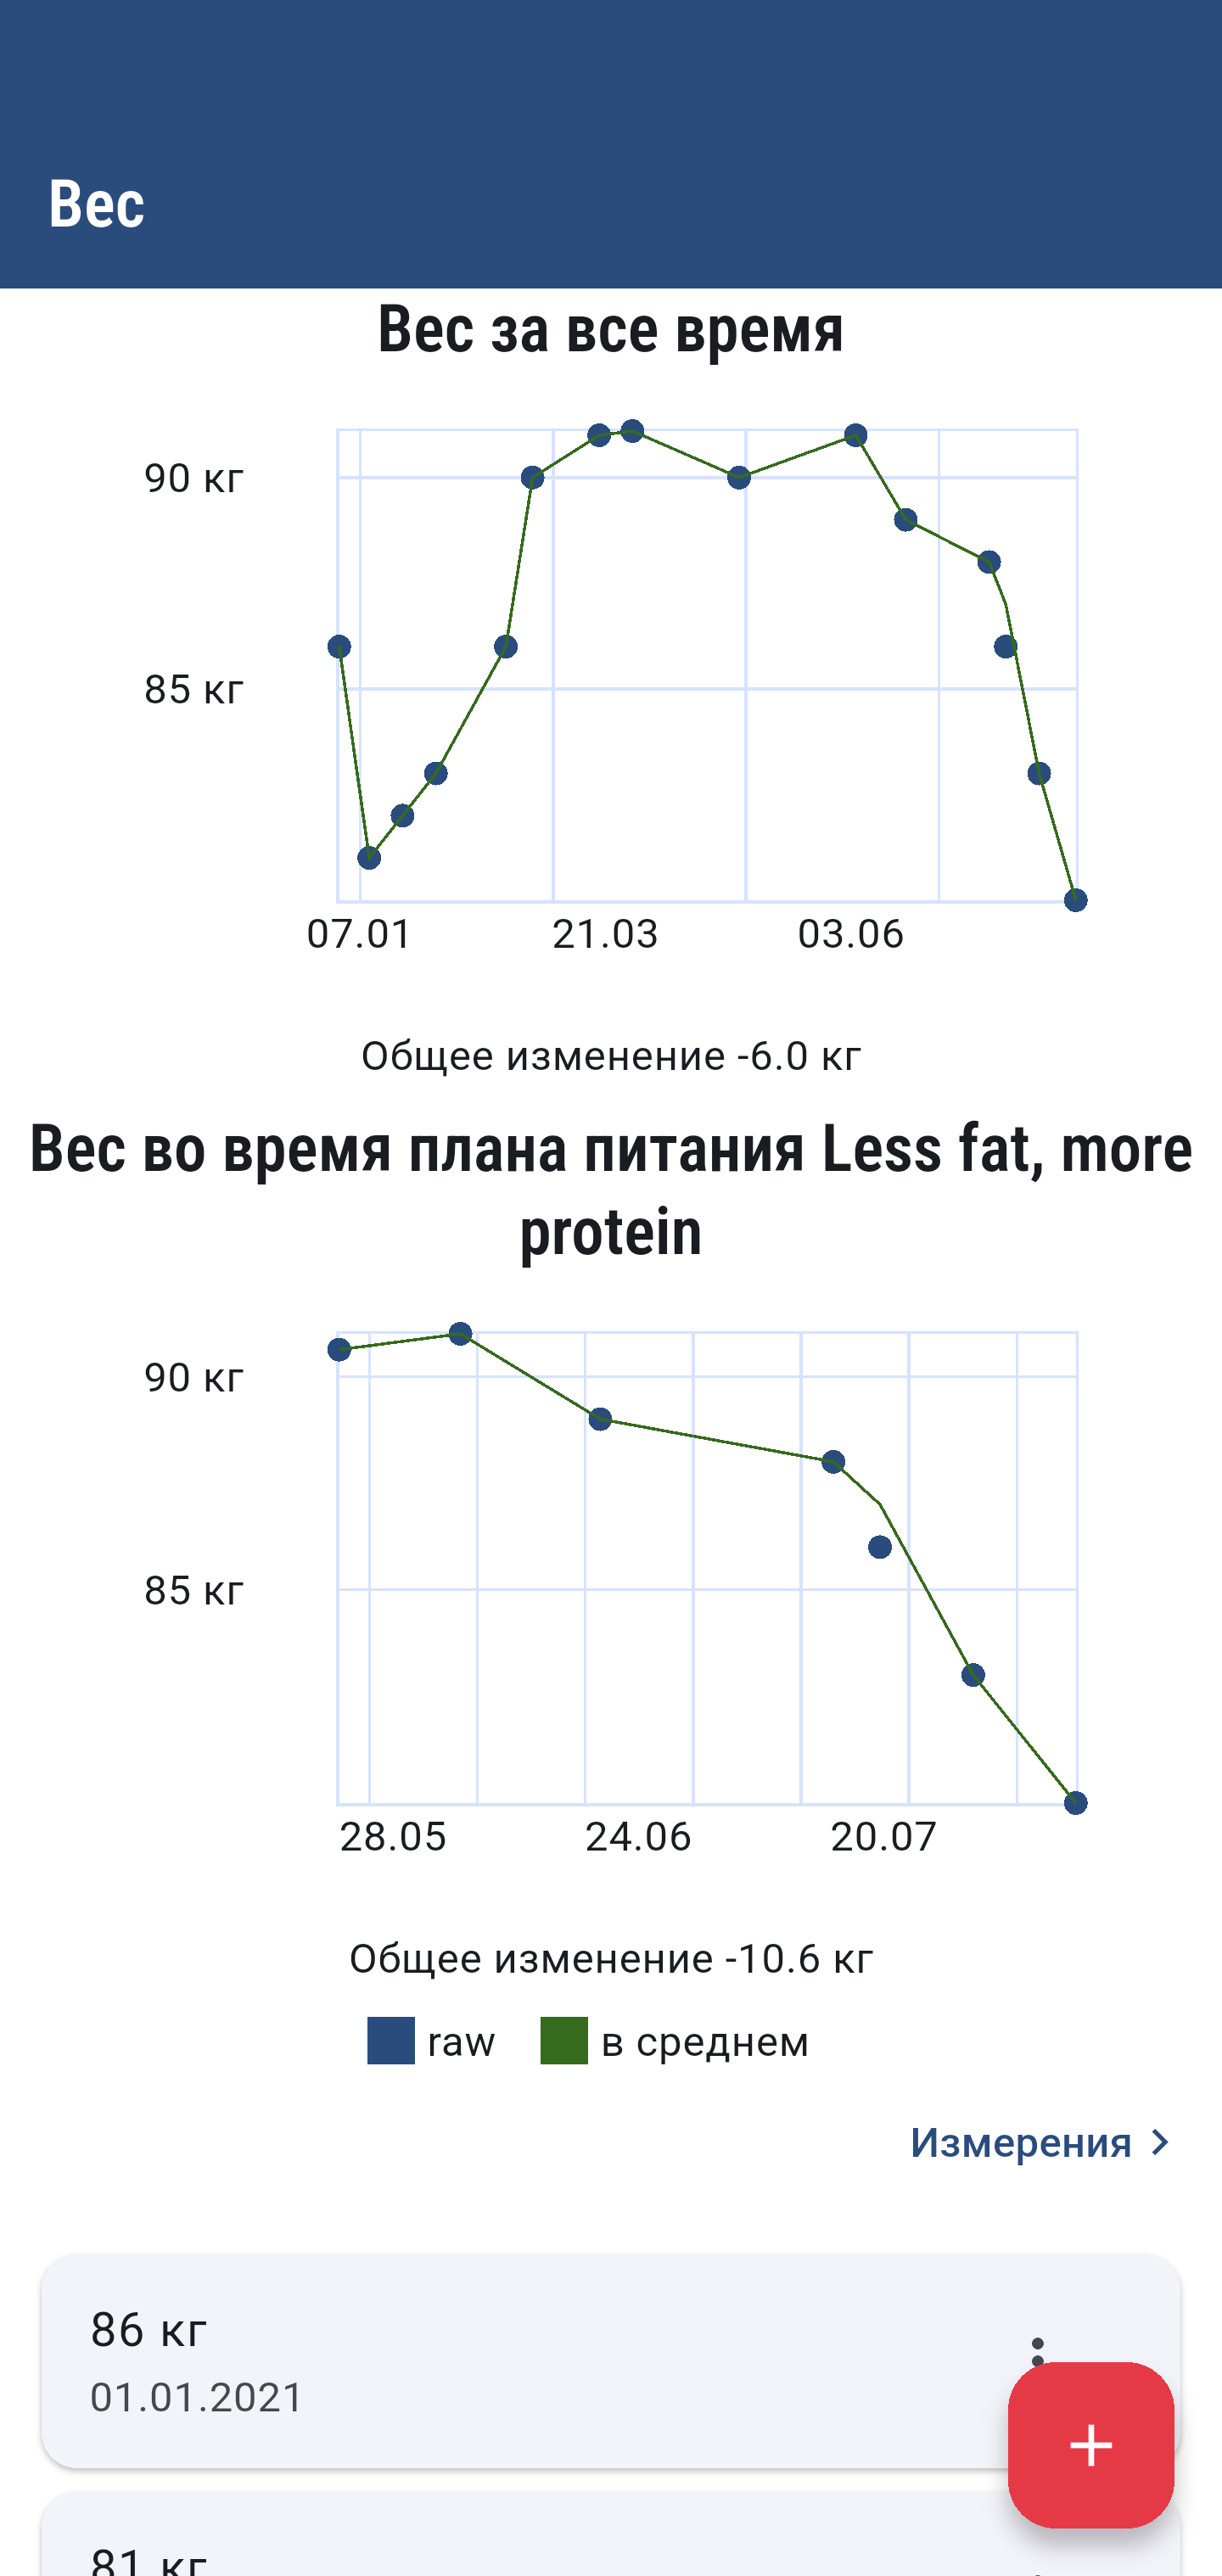 Вес
Вес за все время
90 кг
85 кг
07.01 21.03 03.06
Общее изменение -6.0 кг
Вес во время плана питания Less fat, more
protein
90 кг
85 кг
28.05 24.06 20.07
Общее изменение -10.6 кг
raw в среднем
Измерения
86 кг
01.01.2021
81 кг